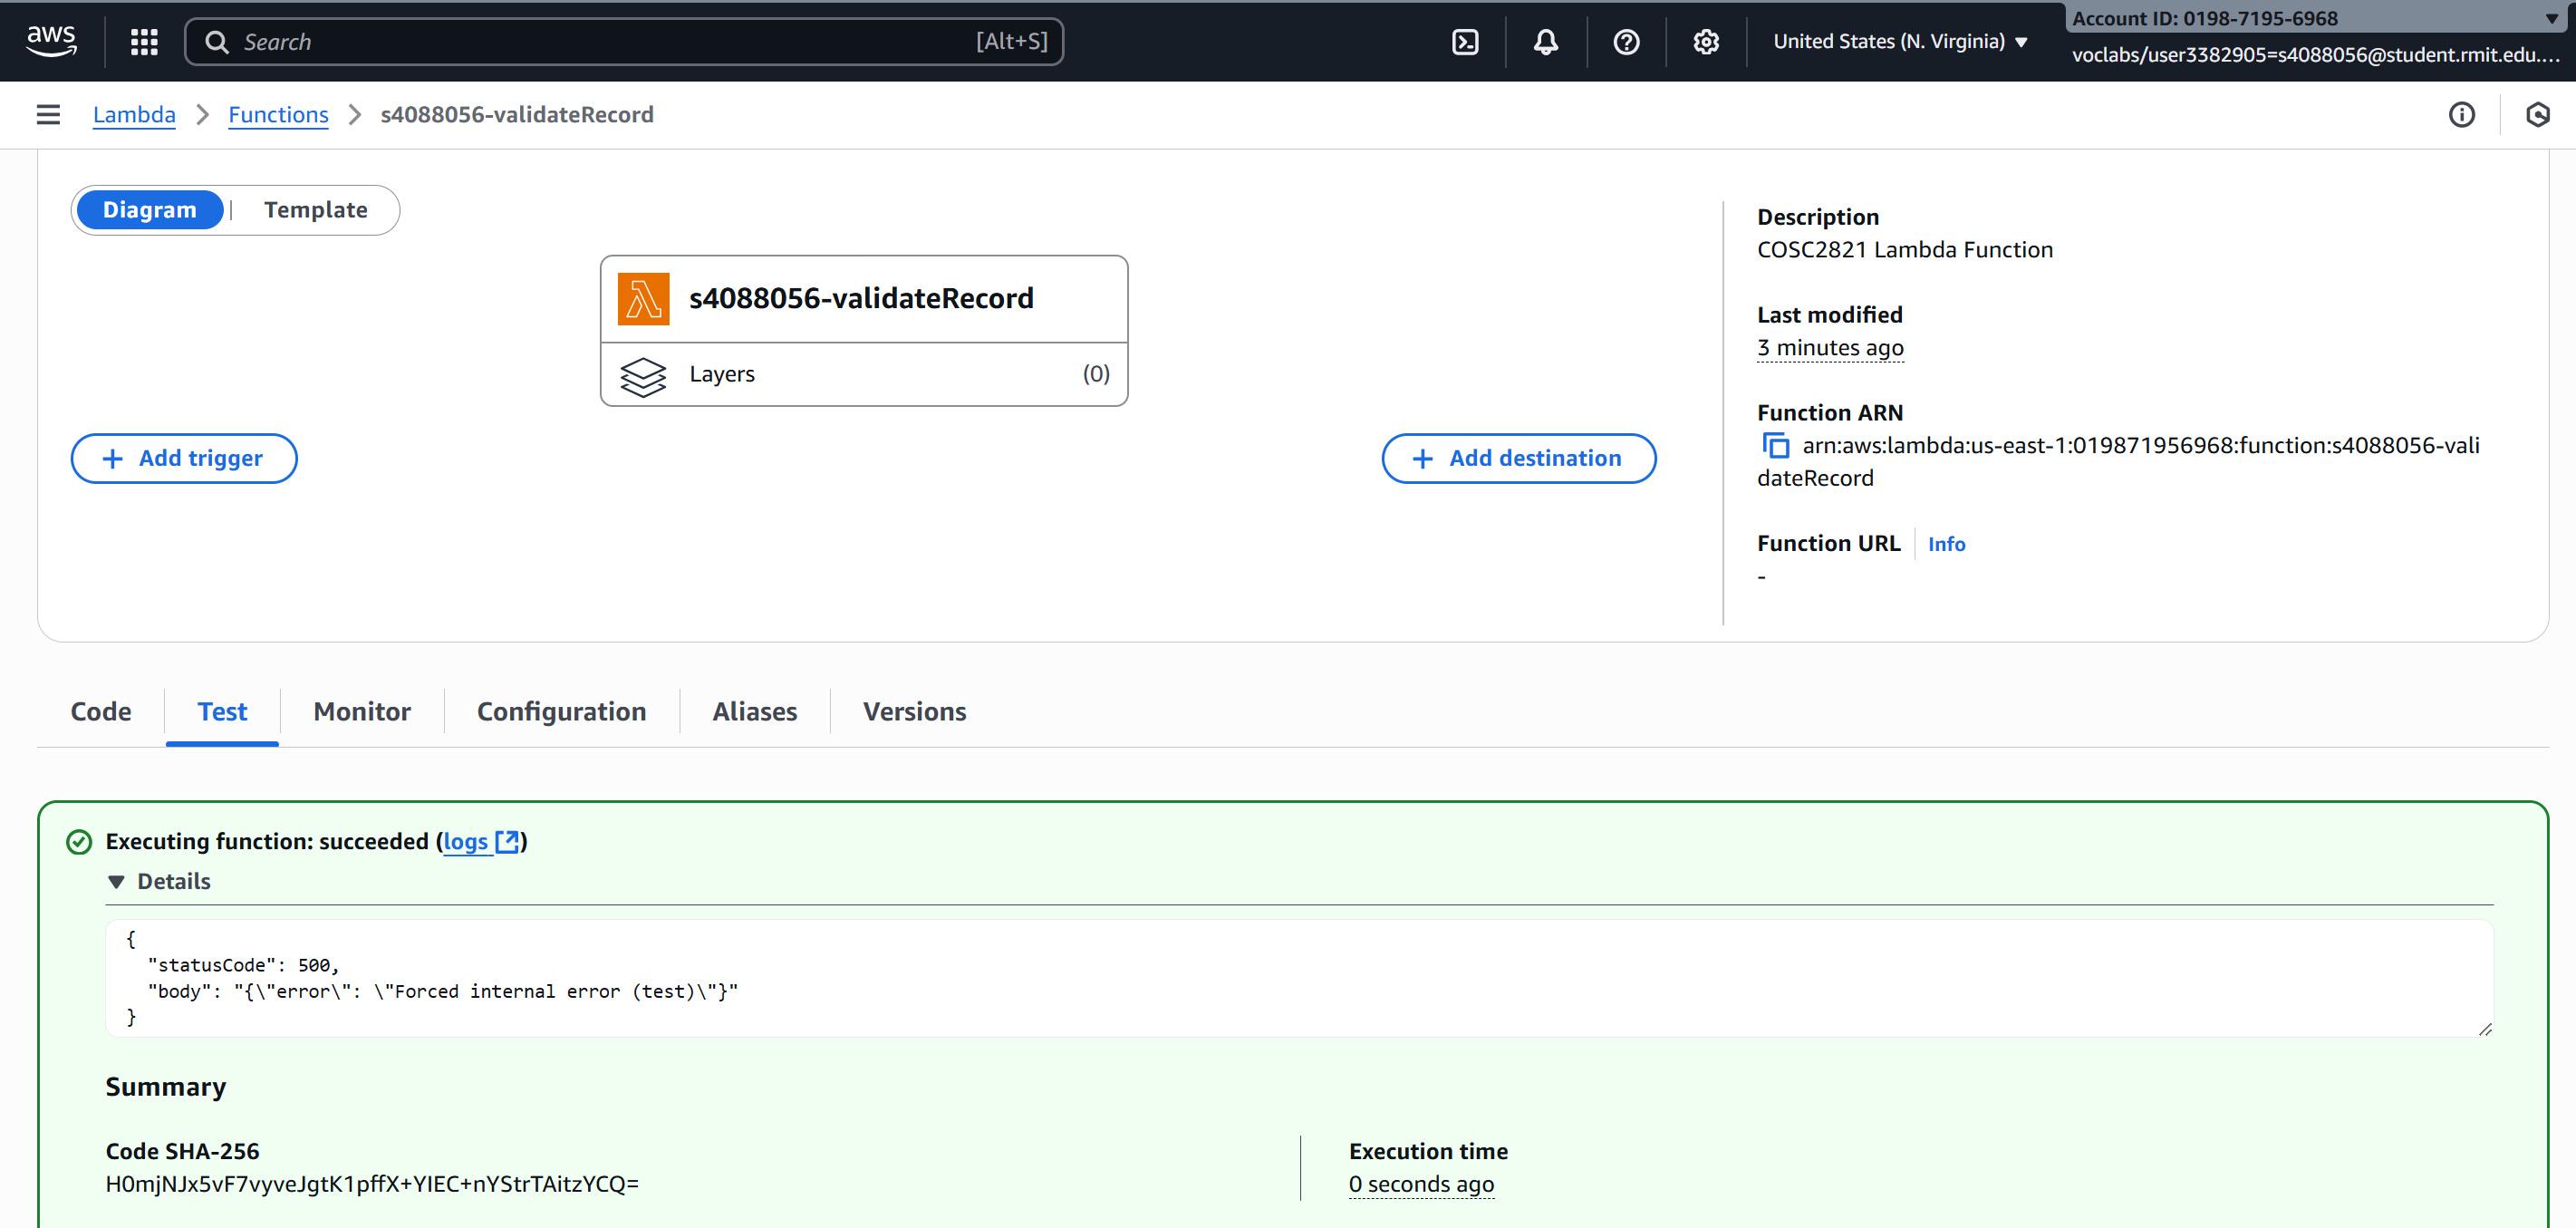 aws
Search
[Alt+S]
United States (N. Virginia)
Account ID: 0198-7195-6968
voclabs/user3382905=s4088056@student.rmit.edu....
Lambda
Functions
s4088056-validateRecord
Diagram
Template
s4088056-validateRecord
Layers
(0)
Add trigger
Add destination
Description
COSC2821 Lambda Function
Last modified
3 minutes ago
Function ARN
arn:aws:lambda:us-east-1:019871956968:function:s4088056-vali
dateRecord
Function URL
Info
-
Code
Test
Monitor
Configuration
Aliases
Versions
Executing function: succeeded (logs)
Details
{
"statusCode": 500,
"body": "{\"error\": \"Forced internal error (test)\"}"
}
Summary
Code SHA-256
H0mjNJx5vF7vyveJgtK1pffX+YIEC+nYStrTAitzYCQ=
Execution time
0 seconds ago